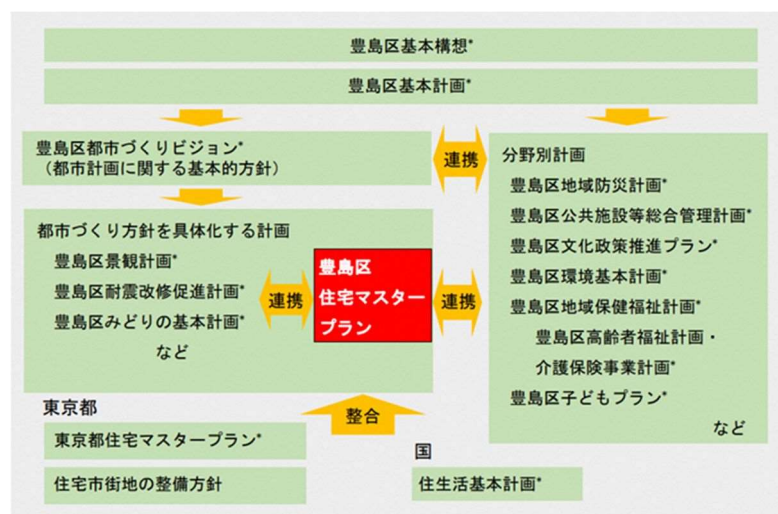 豊島区基本構想*
豊島区基本計画*
豊島区都市づくりビジョン*
（都市計画に関する基本的方針）
連携
都市づくり方針を具体化する計画
豊島区景観計画*
豊島区耐震改修促進計画*
豊島区みどりの基本計画*
など
連携
豊島区
住宅マスター
プラン
連携
分野別計画
豊島区地域防災計画*
豊島区公共施設等総合管理計画*
豊島区文化政策推進プラン*
豊島区環境基本計画*
豊島区地域保健福祉計画*
豊島区高齢者福祉計画・
介護保険事業計画*
豊島区子どもプラン*
など
整合
東京都
東京都住宅マスタープラン*
住宅市街地の整備方針
国
住生活基本計画*